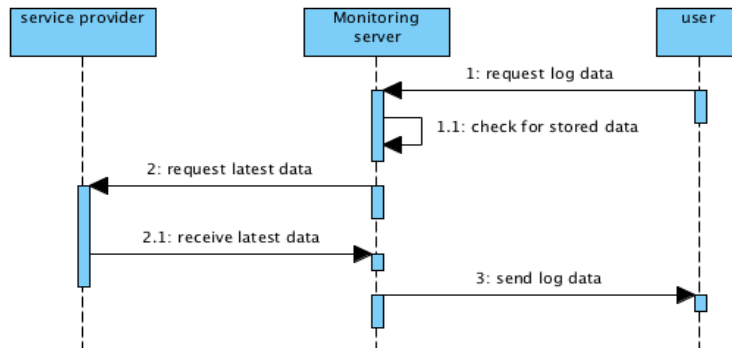 service provider
Monitoring
server
user
1: request log data
1.1: check for stored data
2: request latest data
2.1: receive latest data
3: send log data